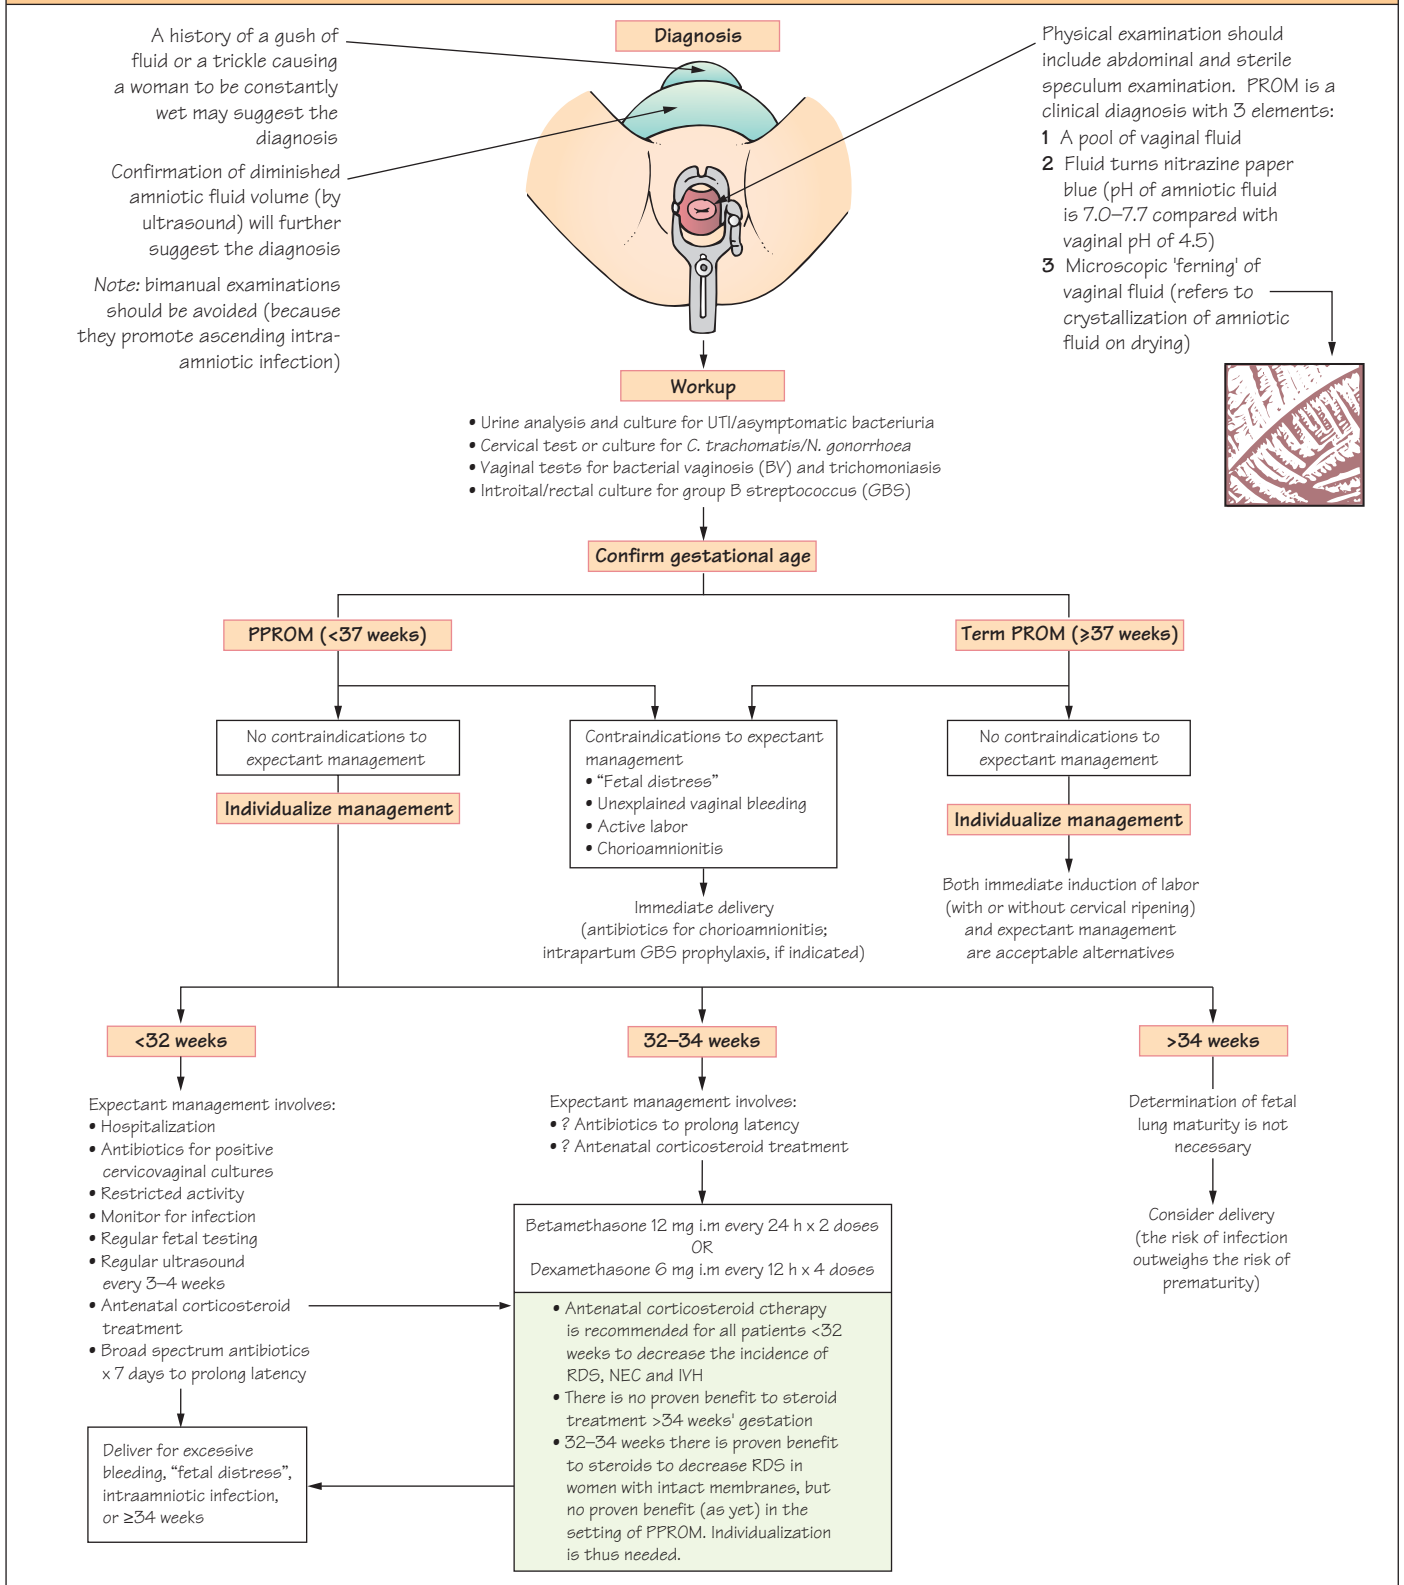 Diagnosis
A history of a gush of
fluid or a trickle causing
a woman to be constantly
wet may suggest the
diagnosis
Confirmation of diminished
amniotic fluid volume (by
ultrasound) will further
suggest the diagnosis
Note: bimanual examinations
should be avoided (because
they promote ascending intra-
amniotic infection)
Physical examination should
include abdominal and sterile
speculum examination. PROM is a
clinical diagnosis with 3 elements:
1 A pool of vaginal fluid
2 Fluid turns nitrazine paper
blue (pH of amniotic fluid
is 7.0–7.7 compared with
vaginal pH of 4.5)
3 Microscopic 'ferning' of
vaginal fluid (refers to
crystallization of amniotic
fluid on drying)
Workup
• Urine analysis and culture for UTI/asymptomatic bacteriuria
• Cervical test or culture for C. trachomatis/N. gonorrhoea
• Vaginal tests for bacterial vaginosis (BV) and trichomoniasis
• Introital/rectal culture for group B streptococcus (GBS)
Confirm gestational age
PPROM (<37 weeks)
Term PROM (≥37 weeks)
No contraindications to
expectant management
Individualize management
Contraindications to expectant
management
• “Fetal distress”
• Unexplained vaginal bleeding
• Active labor
• Chorioamnionitis
Immediate delivery
(antibiotics for chorioamnionitis;
intrapartum GBS prophylaxis, if indicated)
No contraindications to
expectant management
Individualize management
Both immediate induction of labor
(with or without cervical ripening)
and expectant management
are acceptable alternatives
<32 weeks
Expectant management involves:
• Hospitalization
• Antibiotics for positive
cervicovaginal cultures
• Restricted activity
• Monitor for infection
• Regular fetal testing
• Regular ultrasound
every 3–4 weeks
• Antenatal corticosteroid
treatment
• Broad spectrum antibiotics
x 7 days to prolong latency
Deliver for excessive
bleeding, “fetal distress”,
intraamniotic infection,
or ≥34 weeks
32–34 weeks
Expectant management involves:
• ? Antibiotics to prolong latency
• ? Antenatal corticosteroid treatment
Betamethasone 12 mg i.m every 24 h x 2 doses
OR
Dexamethasone 6 mg i.m every 12 h x 4 doses
• Antenatal corticosteroid ctherapy
is recommended for all patients <32
weeks to decrease the incidence of
RDS, NEC and IVH
• There is no proven benefit to steroid
treatment >34 weeks' gestation
• 32–34 weeks there is proven benefit
to steroids to decrease RDS in
women with intact membranes, but
no proven benefit (as yet) in the
setting of PPROM. Individualization
is thus needed.
>34 weeks
Determination of fetal
lung maturity is not
necessary
Consider delivery
(the risk of infection
outweighs the risk of
prematurity)